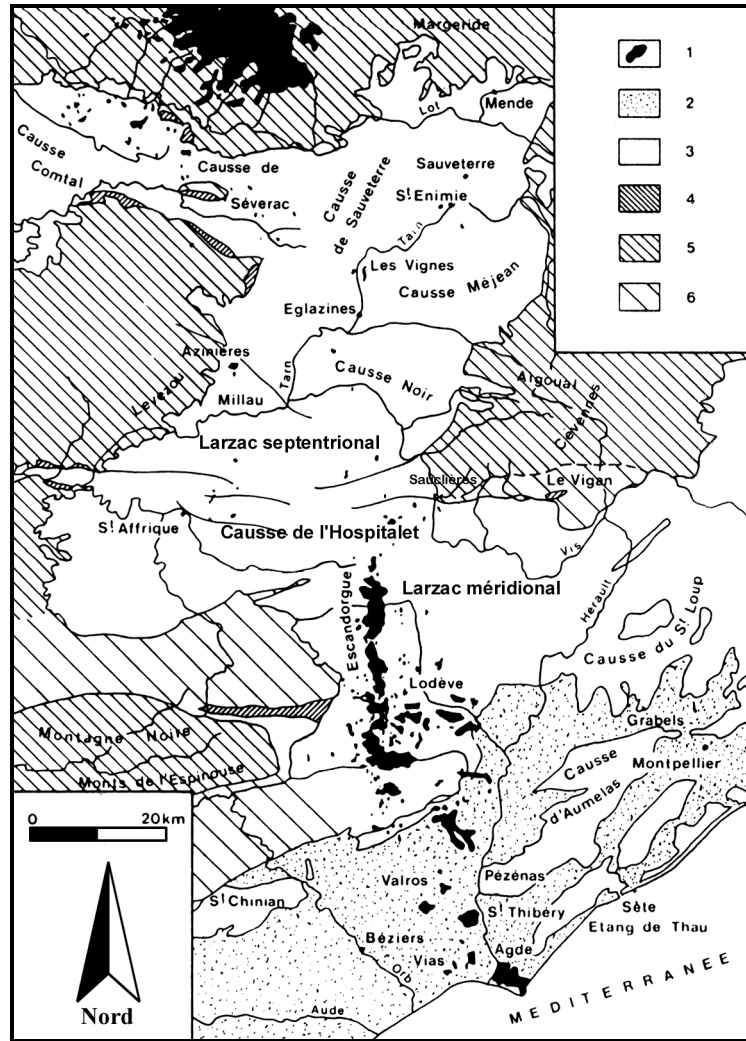 Margeride
1
2
3
4
5
6
Lot
Mende
Causse
Comtal
Causse de
Séverac
Causse
de Sauveterre
Sauveterre
St Enimie
Tarn
Les Vignes
Causse Méjean
Eglazines
Azinières
Tarn
Causse Noir
Millau
Levezou
Aigoual
Cévennes
Larzac septentrional
Sauclières
Le Vigan
St Affrique
Causse de l'Hospitalet
Vis
Escandorgue
Larzac méridional
Hérault
Causse du St Loup
Lodève
Grabels
Montagne Noire
Monts de l'Espinouse
Causse
d'Aumelas
Montpellier
0 20 km
Nord
St Chinian
Valros
Pézénas
St Thibéry
Sète
Etang de Thau
Béziers
Vias
Agde
Orb
Aude
MEDITERRANEE